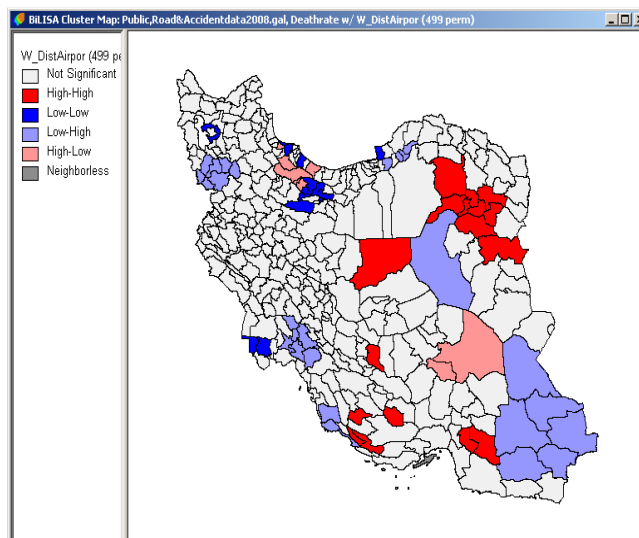 BiLISA Cluster Map: Public,Road&Accidentdata2008.gal, Deathrate w/ W_DistAirpor (499 perm)
W_DistAirpor (499 pe
Not Significant
High-High
Low-Low
Low-High
High-Low
Neighborless